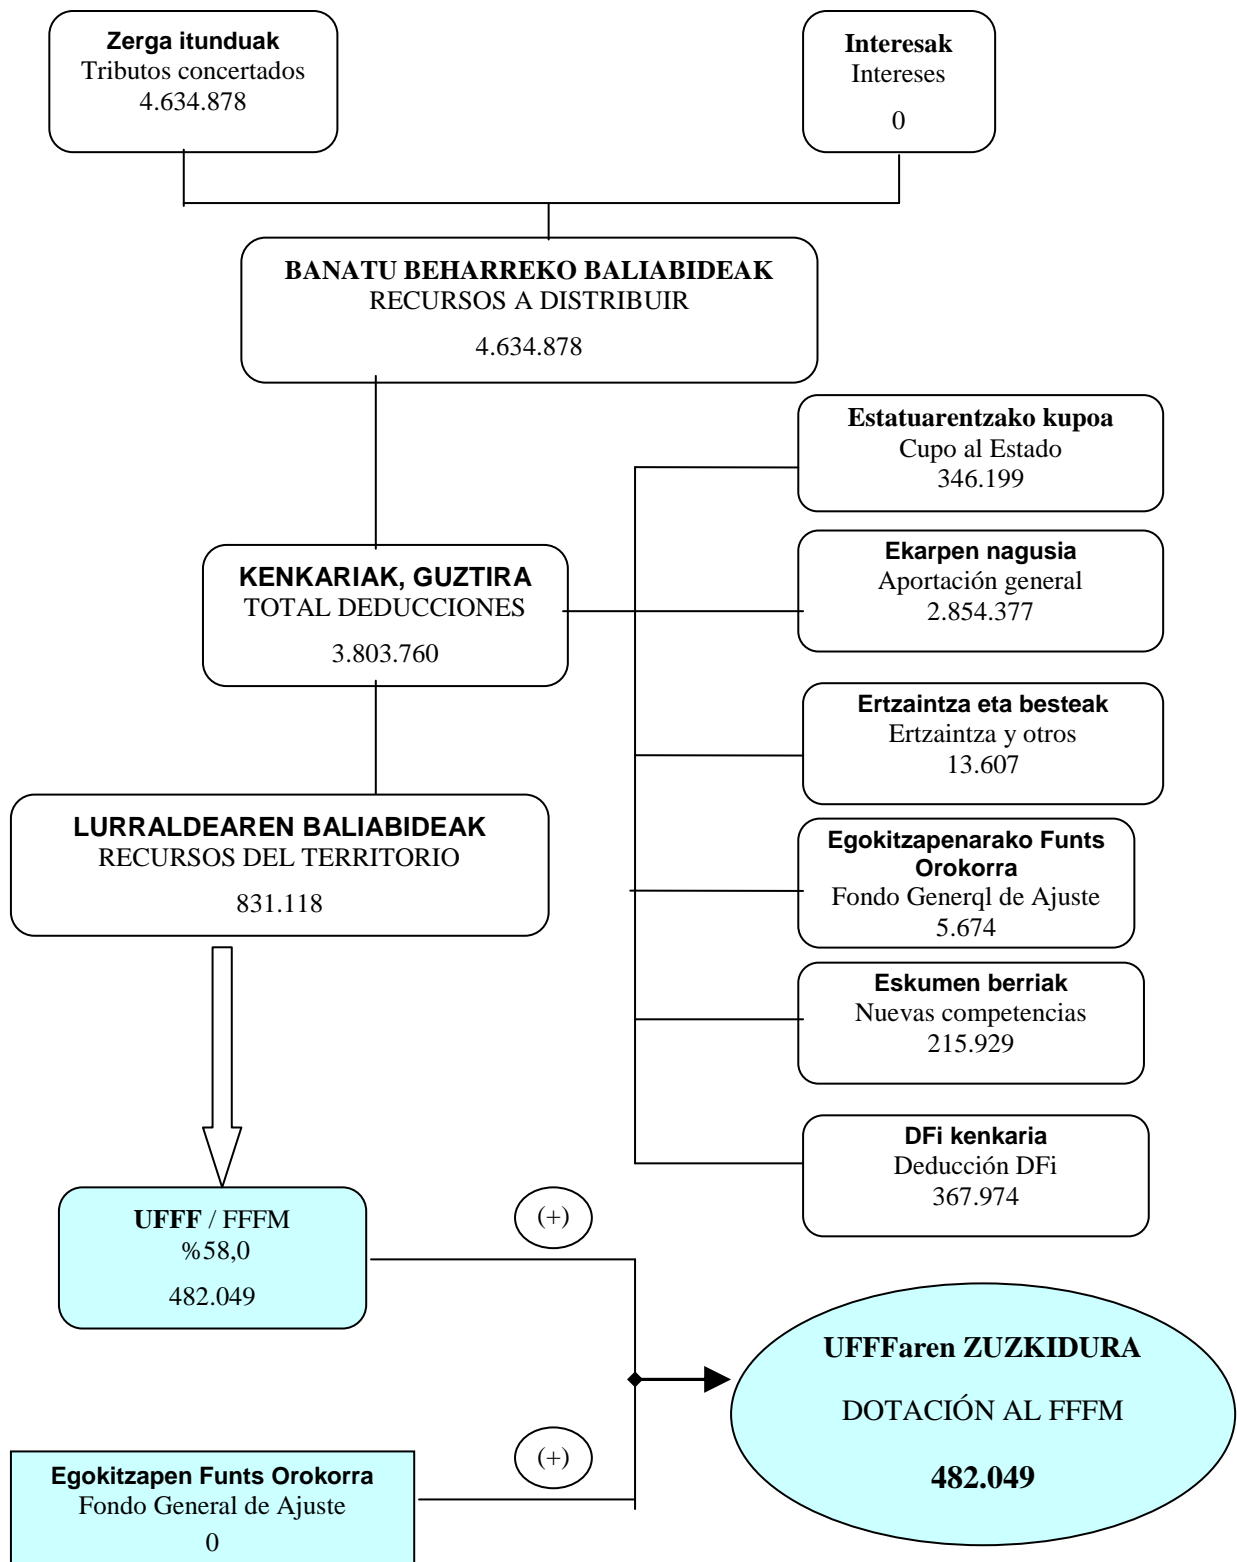 Zerga itunduak
Tributos concertados
4.634.878
Interesak
Intereses
0
BANATU BEHARREKO BALIABIDEAK
RECURSOS A DISTRIBUIR
4.634.878
Estatuarentzako kupoa
Cupo al Estado
346.199
Ekarpen nagusia
Aportación general
2.854.377
KENKARIAK, GUZTIRA
TOTAL DEDUCCIONES
3.803.760
Ertzaintza eta besteak
Ertzaintza y otros
13.607
LURRALDEAREN BALIABIDEAK
RECURSOS DEL TERRITORIO
831.118
Egokitzapenarako Funts
Orokorra
Fondo Generql de Ajuste
5.674
Eskumen berriak
Nuevas competencias
215.929
DFi kenkaria
Deducción DFi
367.974
UFFF / FFFM
%58,0
482.049
(+)
UFFFaren ZUZKIDURA
DOTACIÓN AL FFFM
482.049
(+)
Egokitzapen Funts Orokorra
Fondo General de Ajuste
0